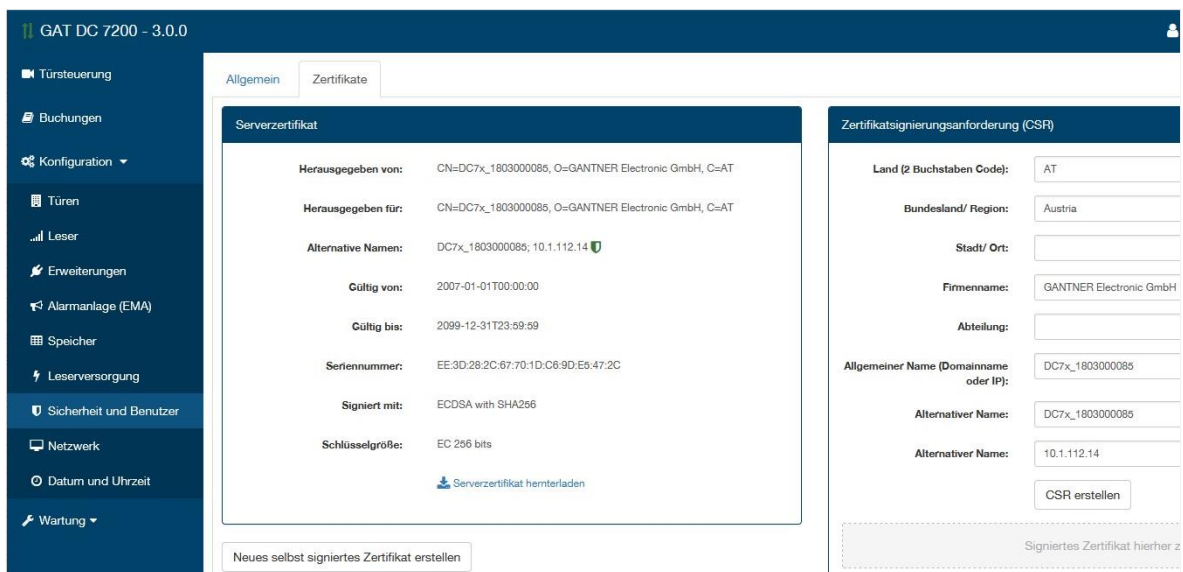 GAT DC 7200 - 3.0.0
Türsteuerung
Buchungen
Konfiguration
Türen
Leser
Erweiterungen
Alarmanlage (EMA)
Speicher
Leserversorgung
Sicherheit und Benutzer
Netzwerk
Datum und Uhrzeit
Wartung
Allgemein
Zertifikate
Serverzertifikat
Herausgegeben von: CN=DC7x_1803000085, O=GANTNER Electronic GmbH, C=AT
Herausgegeben für: CN=DC7x_1803000085, O=GANTNER Electronic GmbH, C=AT
Alternative Namen: DC7x_1803000085; 10.1.112.14
Gültig von: 2007-01-01T00:00:00
Gültig bis: 2099-12-31T23:59:59
Seriennummer: EE:3D:28:2C:67:70:1D:C6:9D:E5:47:2C
Signiert mit: ECDSA with SHA256
Schlüsselgröße: EC 256 bits
Serverzertifikat hernterladen
Neues selbst signiertes Zertifikat erstellen
Zertifikatsignierungsanforderung (CSR)
Land (2 Buchstaben Code): AT
Bundesland/ Region: Austria
Stadt/ Ort:
Firmenname: GANTNER Electronic GmbH
Abteilung:
Allgemeiner Name (Domainname
oder IP): DC7x_1803000085
Alternativer Name: DC7x_1803000085
Alternativer Name: 10.1.112.14
CSR erstellen
Signiertes Zertifikat hierher z